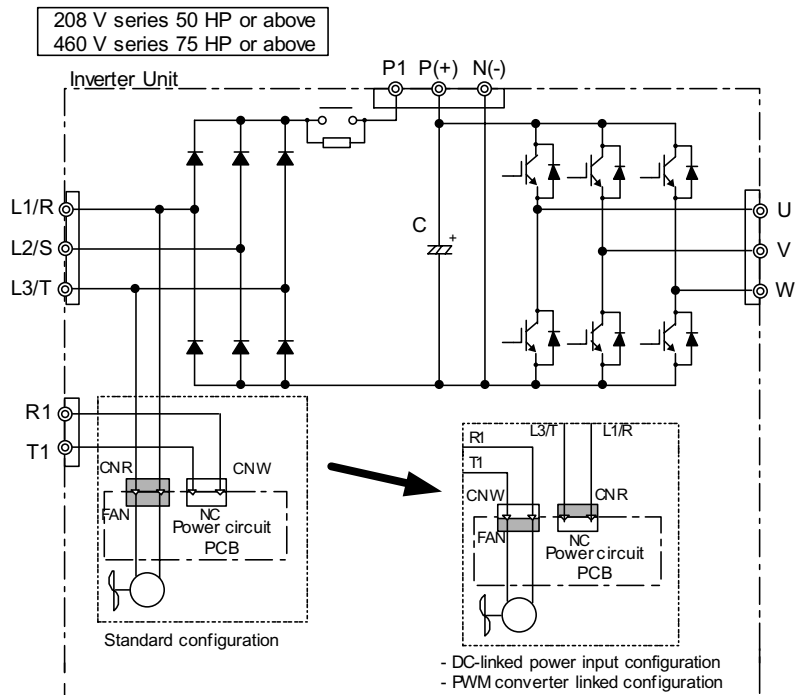 208 V series 50 HP or above
460 V series 75 HP or above
Inverter Unit
P1 P(+) N(-)
L1/R
L2/S
L3/T
C
+
U
V
W
R1
T1
CNR
CNW
FAN
NC
Power circuit
PCB
Standard configuration
R1
T1
L3/T
L1/R
CNW
CNR
FAN
NC
Power circuit
PCB
- DC-linked power input configuration
- PWM converter linked configuration